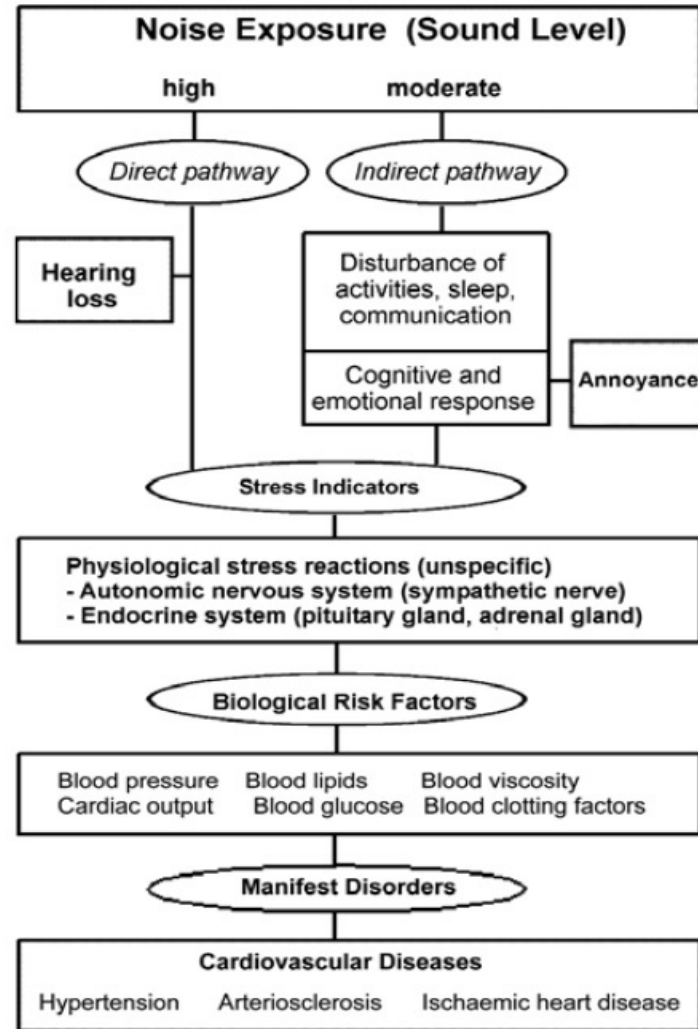 Noise Exposure (Sound Level)
high moderate
Direct pathway Indirect pathway
Hearing
loss
Disturbance of
activities, sleep,
communication
Cognitive and
emotional response
Annoyance
Stress Indicators
Physiological stress reactions (unspecific)
- Autonomic nervous system (sympathetic nerve)
- Endocrine system (pituitary gland, adrenal gland)
Biological Risk Factors
Blood pressure Blood lipids Blood viscosity
Cardiac output Blood glucose Blood clotting factors
Manifest Disorders
Cardiovascular Diseases
Hypertension Arteriosclerosis Ischaemic heart disease